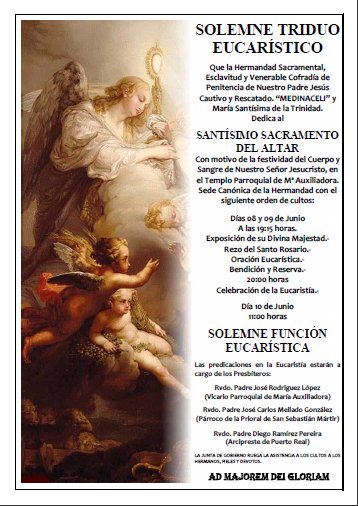 SOLEMNE TRIDUO
EUCARÍSTICO
Que la Hermandad Sacramental,
Esclavitud y Venerable Cofradía de
Penitencia de Nuestro Padre Jesús
Cautivo y Rescatado. “MEDINACELI” y
María Santísima de la Trinidad.
Dedica al
SANTÍSIMO SACRAMENTO
DEL ALTAR
Con motivo de la festividad del Cuerpo y
Sangre de Nuestro Señor Jesucristo, en
el Templo Parroquial de Mª Auxiliadora.
Sede Canónica de la Hermandad con el
siguiente orden de cultos:
Días 08 y 09 de Junio
A las 19:15 horas.
Exposición de su Divina Majestad.-
Rezo del Santo Rosario.-
Oración Eucarística.-
Bendición y Reserva.-
20:00 horas
Celebración de la Eucaristía.-
Día 10 de Junio
11:00 horas
SOLEMNE FUNCIÓN
EUCARÍSTICA
Las predicaciones en la Eucaristía estarán a
cargo de los Presbíteros:
Rvdo. Padre José Rodríguez López
(Vicario Parroquial de María Auxiliadora)
Rvdo. Padre José Carlos Mellado González
(Párroco de la Prioral de San Sebastián Mártir)
Rvdo. Padre Diego Ramírez Pereira
(Arcipreste de Puerto Real)
LA JUNTA DE GOBIERNO RUEGA LA ASISTENCIA A LOS CULTOS A LOS
HERMANOS, FIELES Y DEVOTOS.
AD MAJOREM DEI GLORIAM